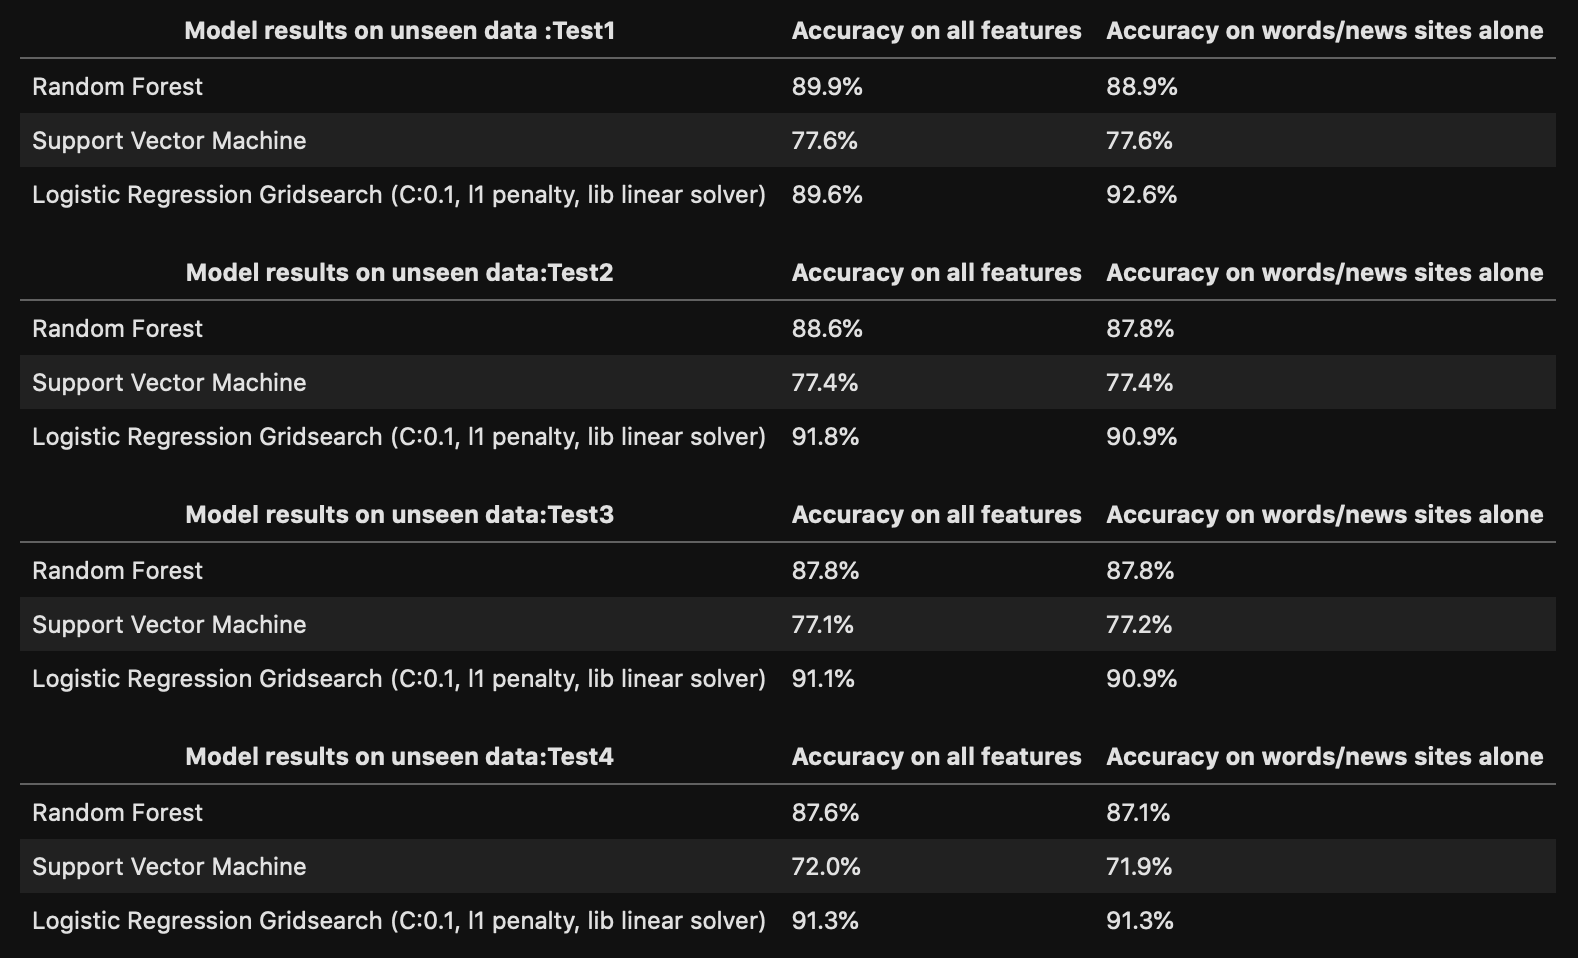 Model results on unseen data :Test1 Accuracy on all features Accuracy on words/news sites alone
Random Forest 89.9% 88.9%
Support Vector Machine 77.6% 77.6%
Logistic Regression Gridsearch (C:0.1, l1 penalty, lib linear solver) 89.6% 92.6%
Model results on unseen data:Test2 Accuracy on all features Accuracy on words/news sites alone
Random Forest 88.6% 87.8%
Support Vector Machine 77.4% 77.4%
Logistic Regression Gridsearch (C:0.1, l1 penalty, lib linear solver) 91.8% 90.9%
Model results on unseen data:Test3 Accuracy on all features Accuracy on words/news sites alone
Random Forest 87.8% 87.8%
Support Vector Machine 77.1% 77.2%
Logistic Regression Gridsearch (C:0.1, l1 penalty, lib linear solver) 91.1% 90.9%
Model results on unseen data:Test4 Accuracy on all features Accuracy on words/news sites alone
Random Forest 87.6% 87.1%
Support Vector Machine 72.0% 71.9%
Logistic Regression Gridsearch (C:0.1, l1 penalty, lib linear solver) 91.3% 91.3%